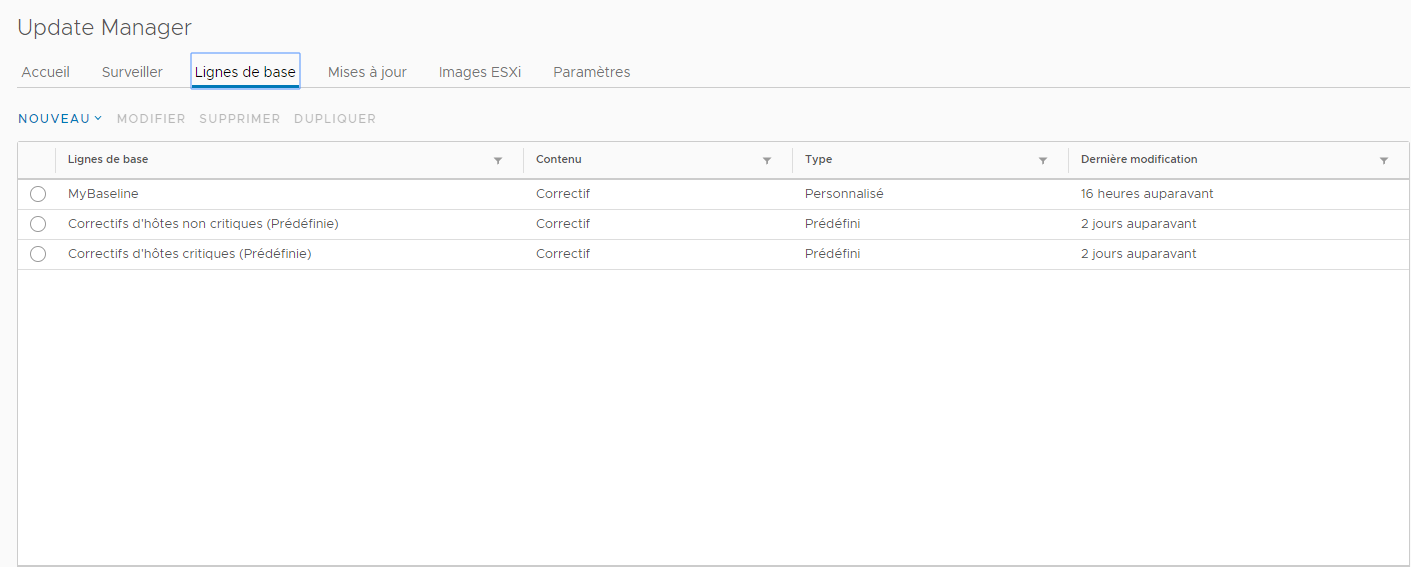 Update Manager
Accueil Surveiller Lignes de base Mises à jour Images ESXi Paramètres
NOUVEAU MODIFIER SUPPRIMER DUPLIQUER
Lignes de base Contenu Type Dernière modification
MyBaseline Correctif Personnalisé 16 heures auparavant
Correctifs d'hôtes non critiques (Prédéfinie) Correctif Prédéfini 2 jours auparavant
Correctifs d'hôtes critiques (Prédéfinie) Correctif Prédéfini 2 jours auparavant